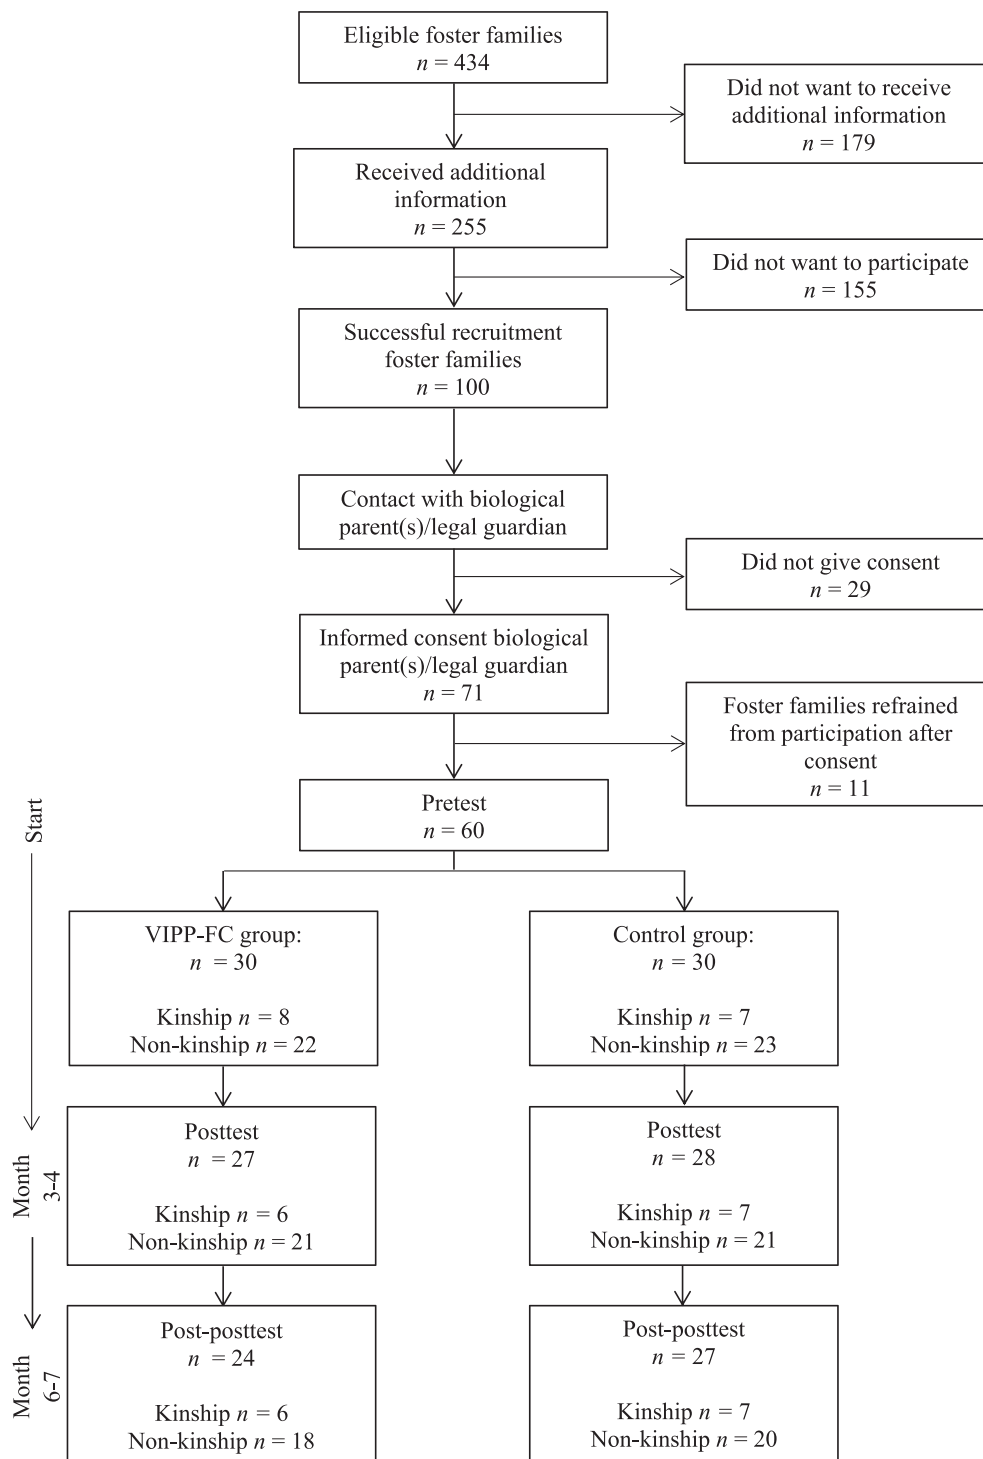 Eligible foster families
n = 434
Did not want to receive
additional information
n = 179
Received additional
information
n = 255
Did not want to participate
n = 155
Successful recruitment
foster families
n = 100
Contact with biological
parent(s)/legal guardian
Did not give consent
n = 29
Informed consent biological
parent(s)/legal guardian
n = 71
Foster families refrained
from participation after
consent
n = 11
Pretest
n = 60
Start
VIPP-FC group:
n = 30
Kinship n = 8
Non-kinship n = 22
Control group:
n = 30
Kinship n = 7
Non-kinship n = 23
Month
3-4
Posttest
n = 27
Kinship n = 6
Non-kinship n = 21
Posttest
n = 28
Kinship n = 7
Non-kinship n = 21
Month
6-7
Post-posttest
n = 24
Kinship n = 6
Non-kinship n = 18
Post-posttest
n = 27
Kinship n = 7
Non-kinship n = 20